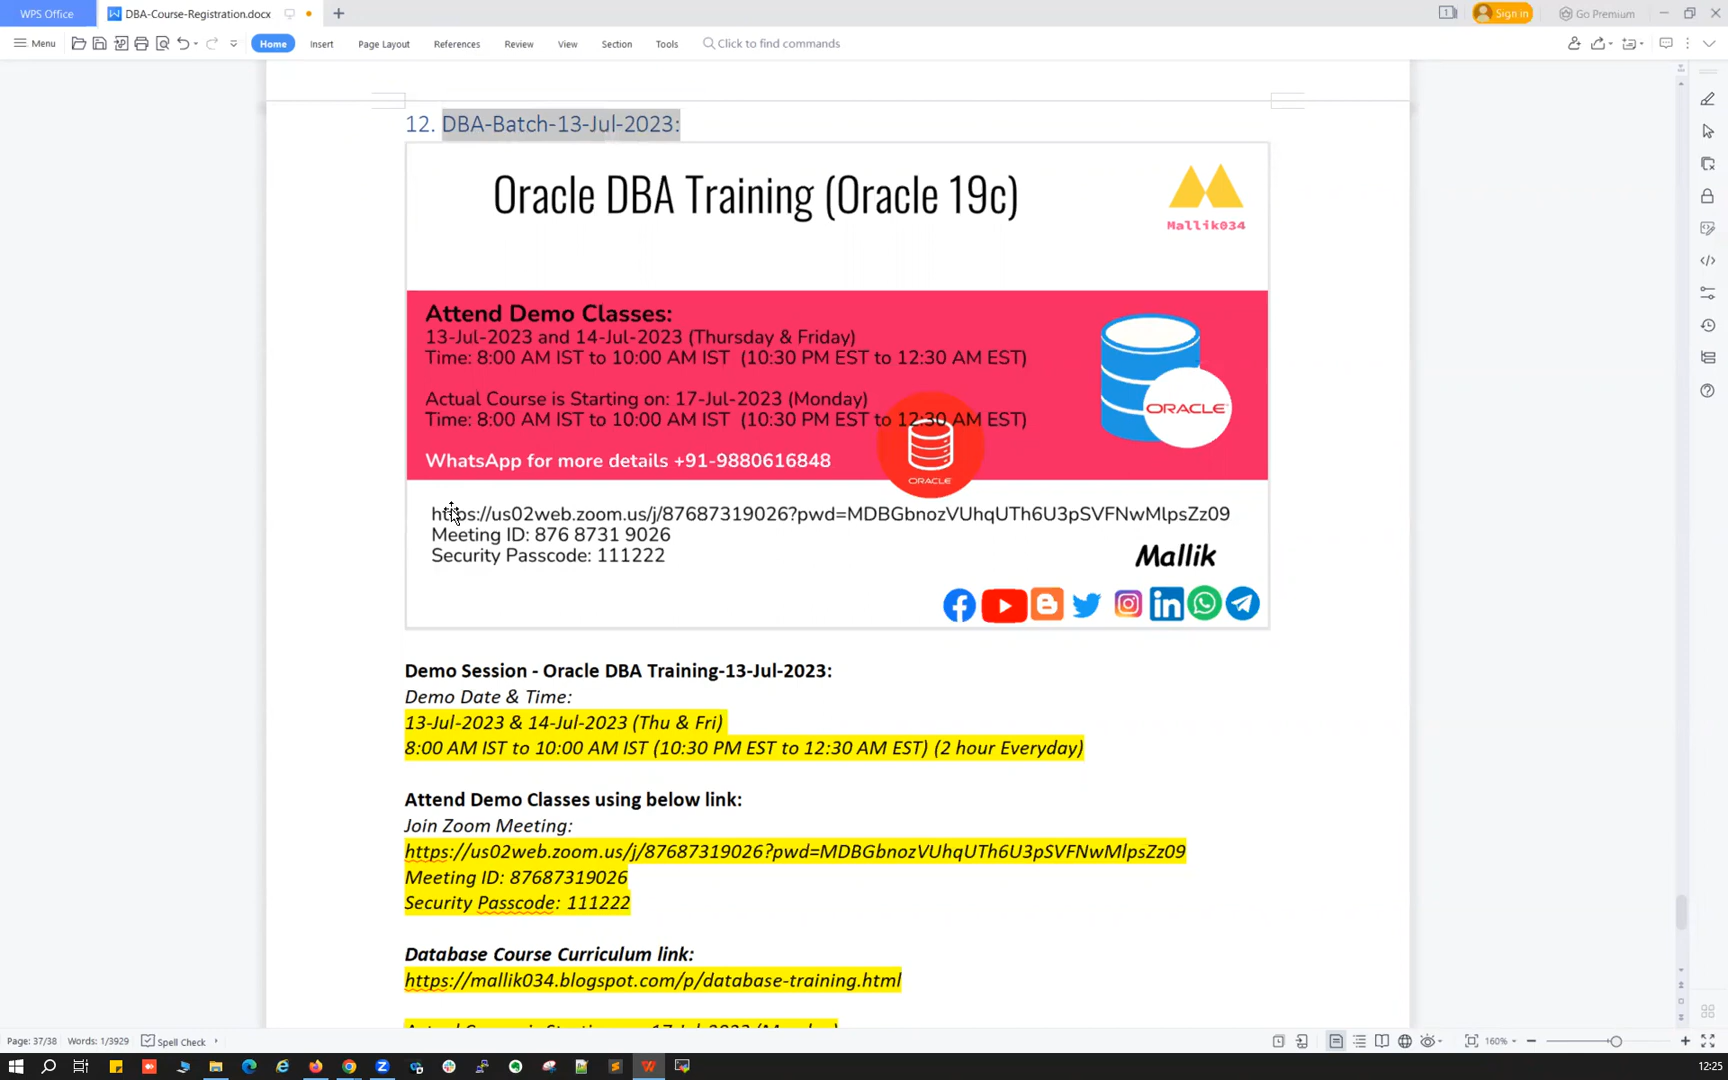 WPS Office
DBA-Course-Registration.docx
Sign in
Go Premium
Menu
Home
Insert
Page Layout
References
Review
View
Section
Tools
Click to find commands
12. DBA-Batch-13-Jul-2023:
Oracle DBA Training (Oracle 19c)
Mallik034
Attend Demo Classes:
13-Jul-2023 and 14-Jul-2023 (Thursday & Friday)
Time: 8:00 AM IST to 10:00 AM IST (10:30 PM EST to 12:30 AM EST)
Actual Course is Starting on: 17-Jul-2023 (Monday)
Time: 8:00 AM IST to 10:00 AM IST (10:30 PM EST to 12:30 AM EST)
WhatsApp for more details +91-9880616848
ORACLE
ORACLE
https://us02web.zoom.us/j/87687319026?pwd=MDBGbnozVUhqUTh6U3pSVFNwMlpsZz09
Meeting ID: 876 8731 9026
Security Passcode: 111222
Mallik
Demo Session - Oracle DBA Training-13-Jul-2023:
Demo Date & Time:
13-Jul-2023 & 14-Jul-2023 (Thu & Fri)
8:00 AM IST to 10:00 AM IST (10:30 PM EST to 12:30 AM EST) (2 hour Everyday)
Attend Demo Classes using below link:
Join Zoom Meeting:
https://us02web.zoom.us/j/87687319026?pwd=MDBGbnozVUhqUTh6U3pSVFNwMlpsZz09
Meeting ID: 87687319026
Security Passcode: 111222
Database Course Curriculum link:
https://mallik034.blogspot.com/p/database-training.html
Page: 37/38
Words: 1/3929
Spell Check
160%
12:25